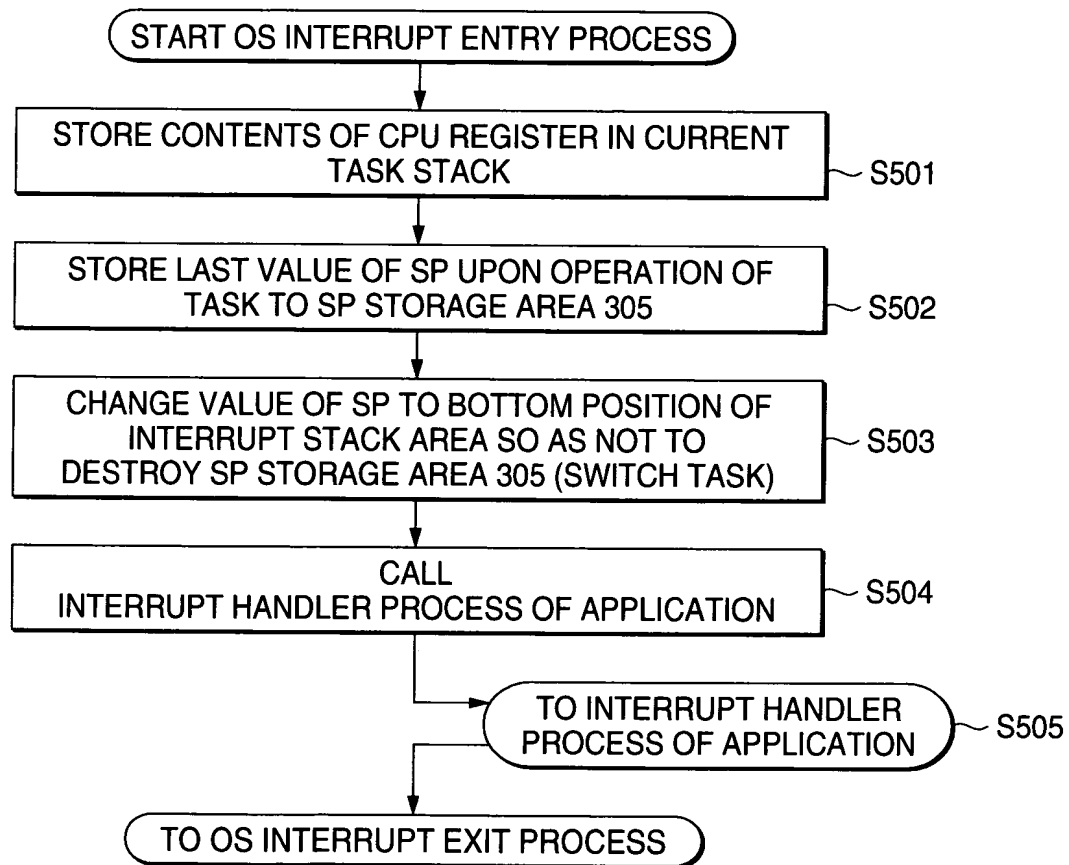 START OS INTERRUPT ENTRY PROCESS
STORE CONTENTS OF CPU REGISTER IN CURRENT
TASK STACK
S501
STORE LAST VALUE OF SP UPON OPERATION OF
TASK TO SP STORAGE AREA 305
S502
CHANGE VALUE OF SP TO BOTTOM POSITION OF
INTERRUPT STACK AREA SO AS NOT TO
DESTROY SP STORAGE AREA 305 (SWITCH TASK)
S503
CALL
INTERRUPT HANDLER PROCESS OF APPLICATION
S504
TO INTERRUPT HANDLER
PROCESS OF APPLICATION
S505
TO OS INTERRUPT EXIT PROCESS